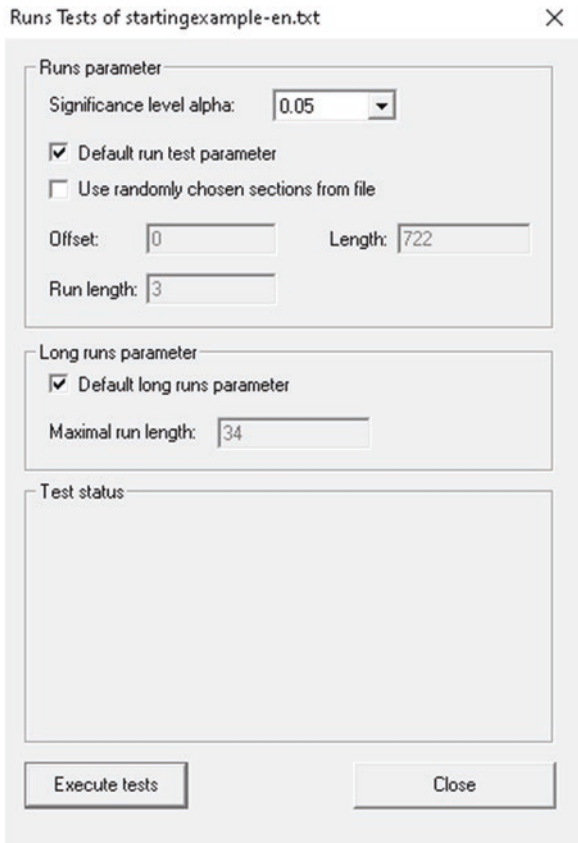 Runs Tests of startingexample-en.txt
Runs parameter
Significance level alpha: 0.05
Default run test parameter
Use randomly chosen sections from file
Offset: 0 Length: 722
Run length: 3
Long runs parameter
Default long runs parameter
Maximal run length: 34
Test status
Execute tests Close